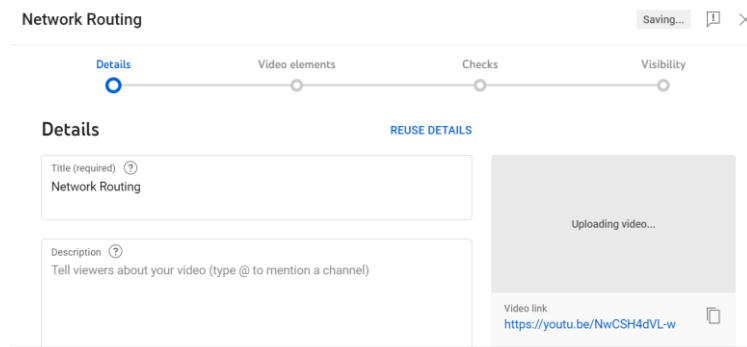 Network Routing
Saving...
Details
Video elements
Checks
Visibility
Details
REUSE DETAILS
Title (required) ?
Network Routing
Uploading video...
Description ?
Tell viewers about your video (type @ to mention a channel)
Video link
https://youtu.be/NwCSH4dVL-w